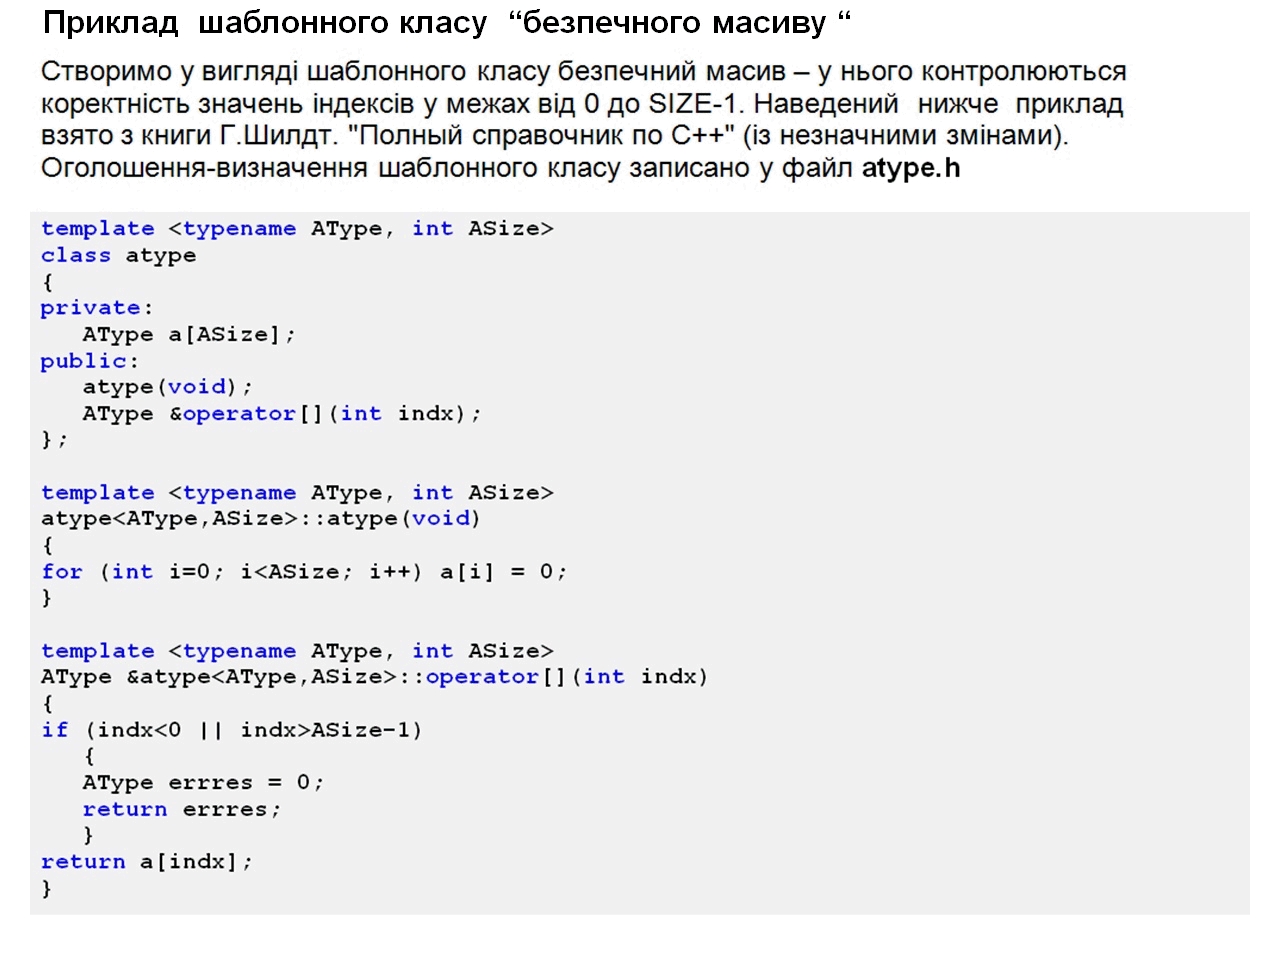 Приклад шаблонного класу “безпечного масиву “
Створимо у вигляді шаблонного класу безпечний масив – у нього контролюються
коректність значень індексів у межах від 0 до SIZE-1. Наведений нижче приклад
взято з книги Г.Шилдт. "Полный справочник по C++" (із незначними змінами).
Оголошення-визначення шаблонного класу записано у файл atype.h
template <typename AType, int ASize>
class atype
{
private:
AType a[ASize];
public:
atype(void);
AType &operator[](int indx);
};
template <typename AType, int ASize>
atype<AType,ASize>::atype(void)
{
for (int i=0; i<ASize; i++) a[i] = 0;
}
template <typename AType, int ASize>
AType &atype<AType,ASize>::operator[](int indx)
{
if (indx<0 || indx>ASize-1)
{
AType errres = 0;
return errres;
}
return a[indx];
}